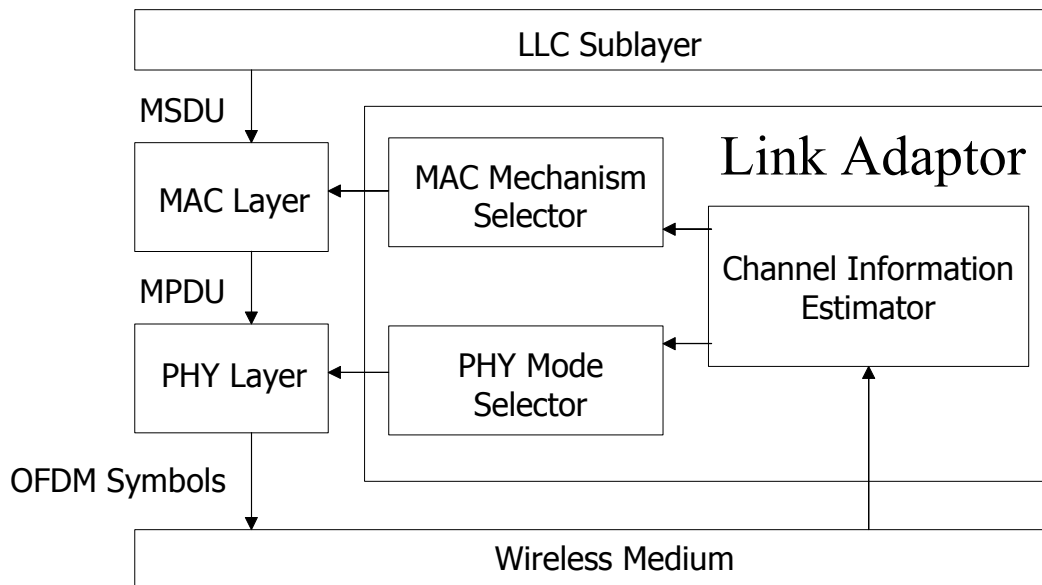 LLC Sublayer
MSDU
Link Adaptor
MAC Mechanism
Selector
MAC Layer
Channel Information
Estimator
MPDU
PHY Mode
Selector
PHY Layer
OFDM Symbols
Wireless Medium